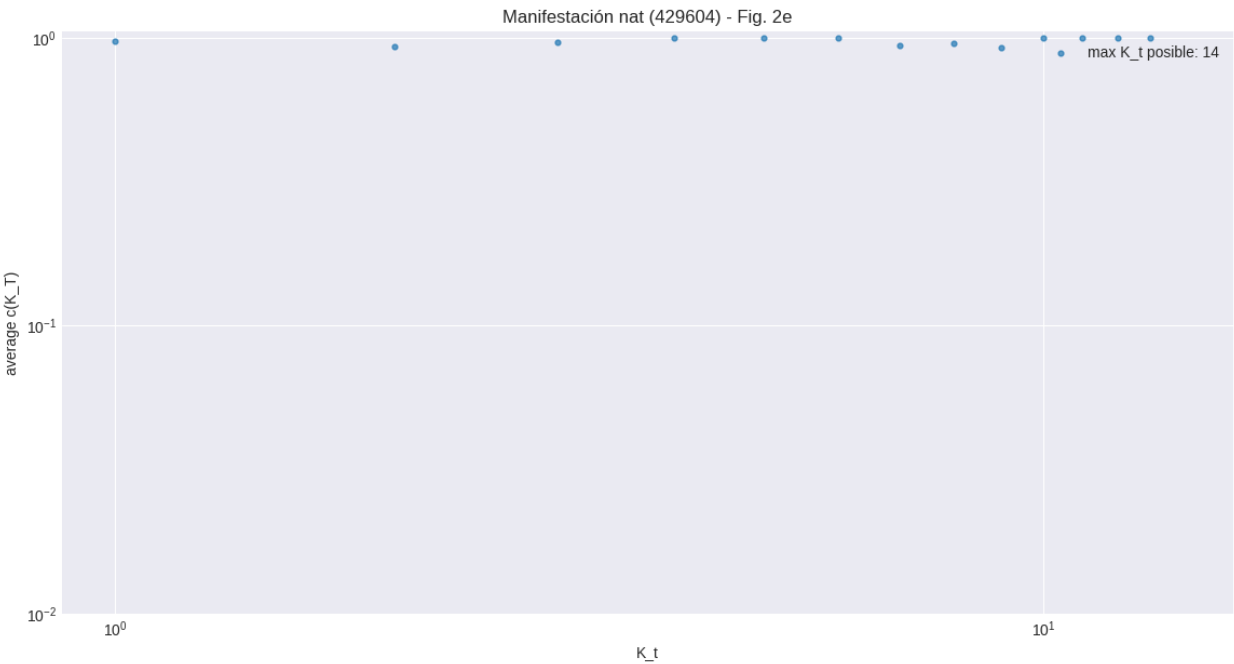 Manifestación nat (429604) - Fig. 2e
10⁰
max K_t posible: 14
average c(K_T)
10⁻¹
10⁻²
10⁰ 10¹
K_t